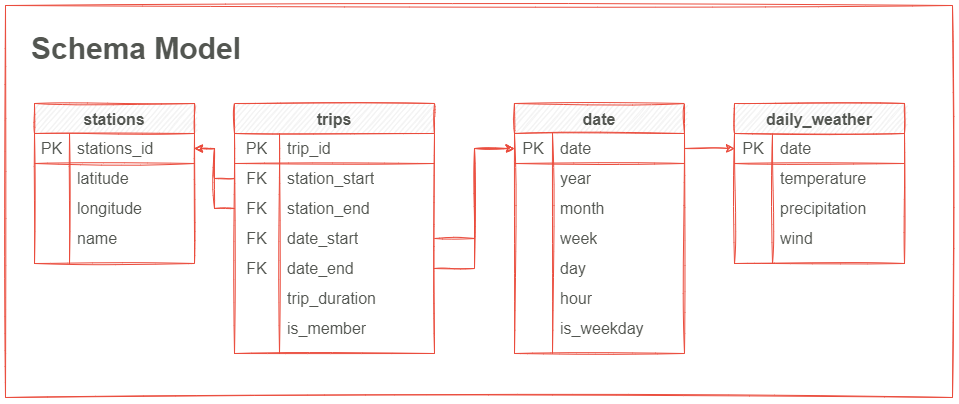 Schema Model
stations
PK stations_id
latitude
longitude
name
trips
PK trip_id
FK station_start
FK station_end
FK date_start
FK date_end
trip_duration
is_member
date
PK date
year
month
week
day
hour
is_weekday
daily_weather
PK date
temperature
precipitation
wind